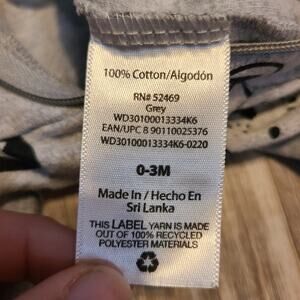 100% Cotton/Algodón
RN# 52469
Grey
WD30100013334K6
EAN/UPC 8 90110025376
WD30100013334K6-0220
0-3M
Made In / Hecho En
Sri Lanka
THIS LABEL YARN IS MADE
OUT OF 100% RECYCLED
POLYESTER MATERIALS